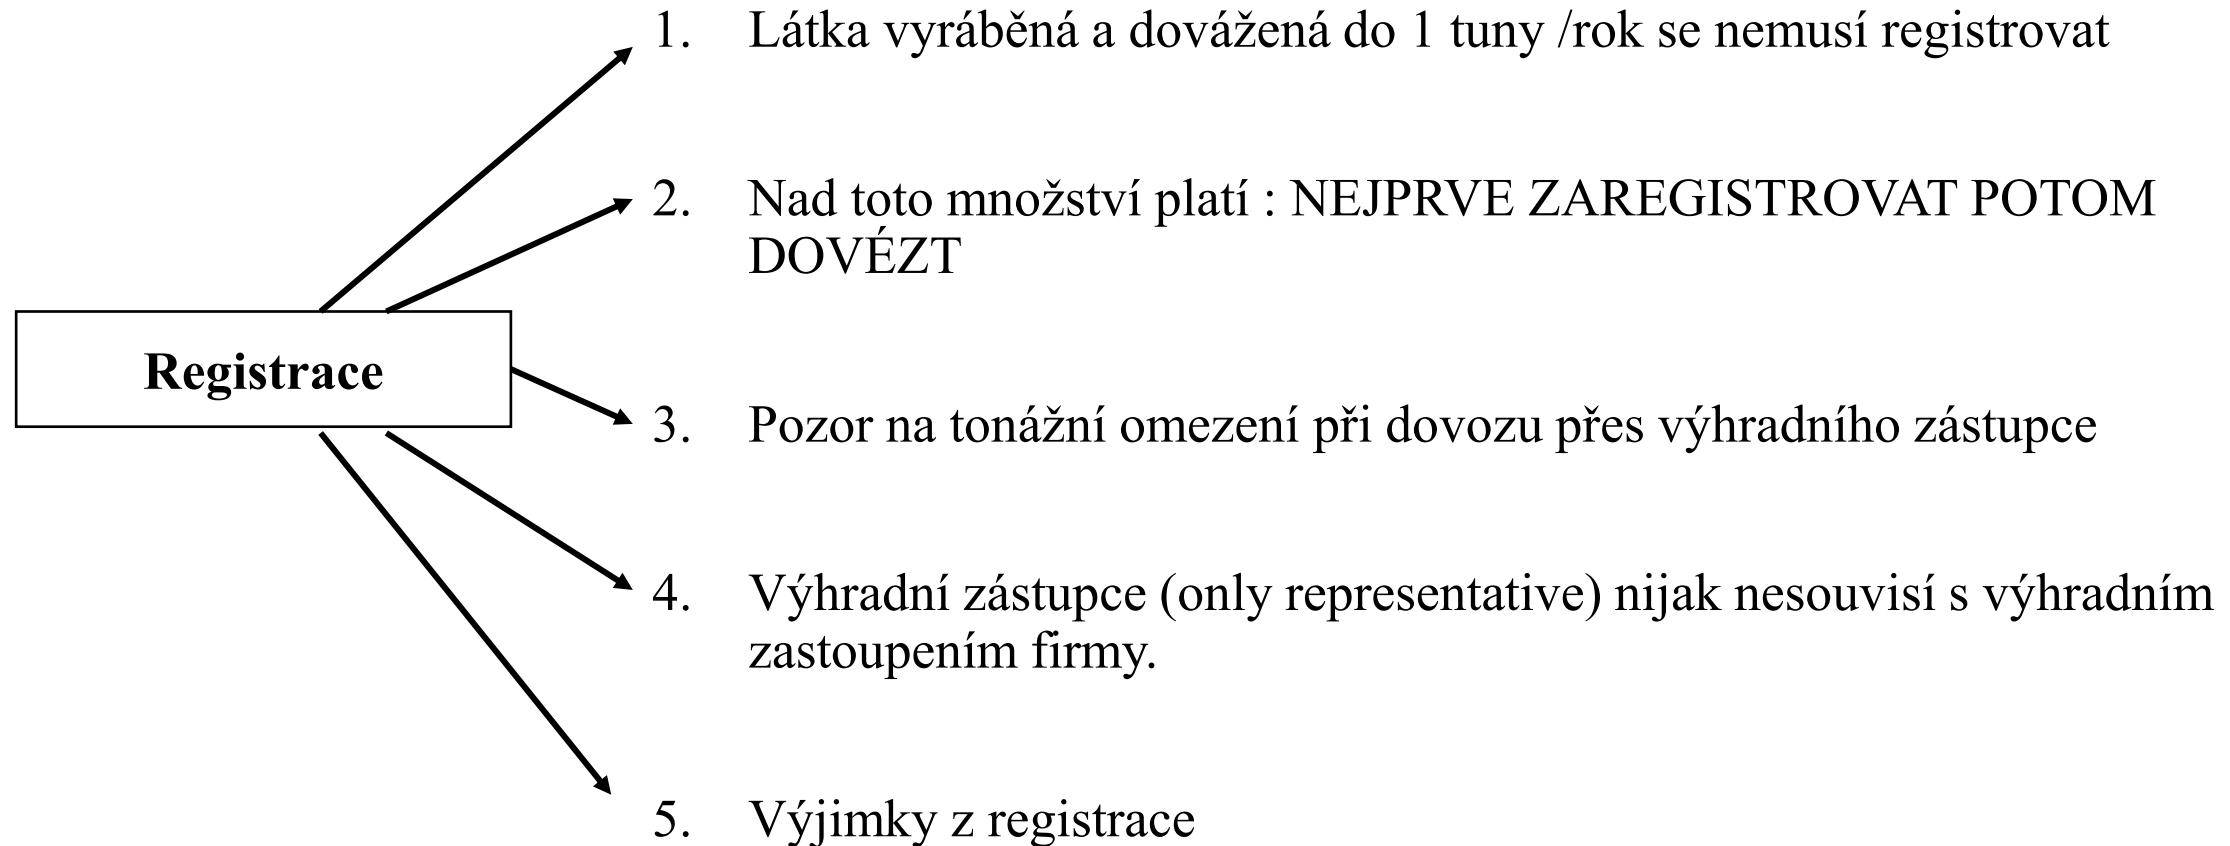 1. Látka vyráběná a dovážená do 1 tuny /rok se nemusí registrovat
2. Nad toto množství platí : NEJPRVE ZAREGISTROVAT POTOM
DOVÉZT
Registrace
3. Pozor na tonážní omezení při dovozu přes výhradního zástupce
4. Výhradní zástupce (only representative) nijak nesouvisí s výhradním
zastoupením firmy.
5. Výjimky z registrace